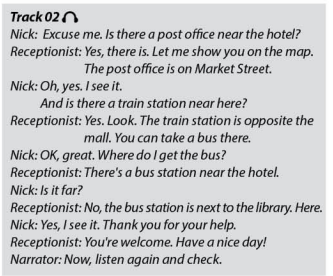 Track 02
Nick: Excuse me. Is there a post office near the hotel?
Receptionist: Yes, there is. Let me show you on the map.
The post office is on Market Street.
Nick: Oh, yes. I see it.
And is there a train station near here?
Receptionist: Yes. Look. The train station is opposite the
mall. You can take a bus there.
Nick: OK, great. Where do I get the bus?
Receptionist: There's a bus station near the hotel.
Nick: Is it far?
Receptionist: No, the bus station is next to the library. Here.
Nick: Yes, I see it. Thank you for your help.
Receptionist: You're welcome. Have a nice day!
Narrator: Now, listen again and check.